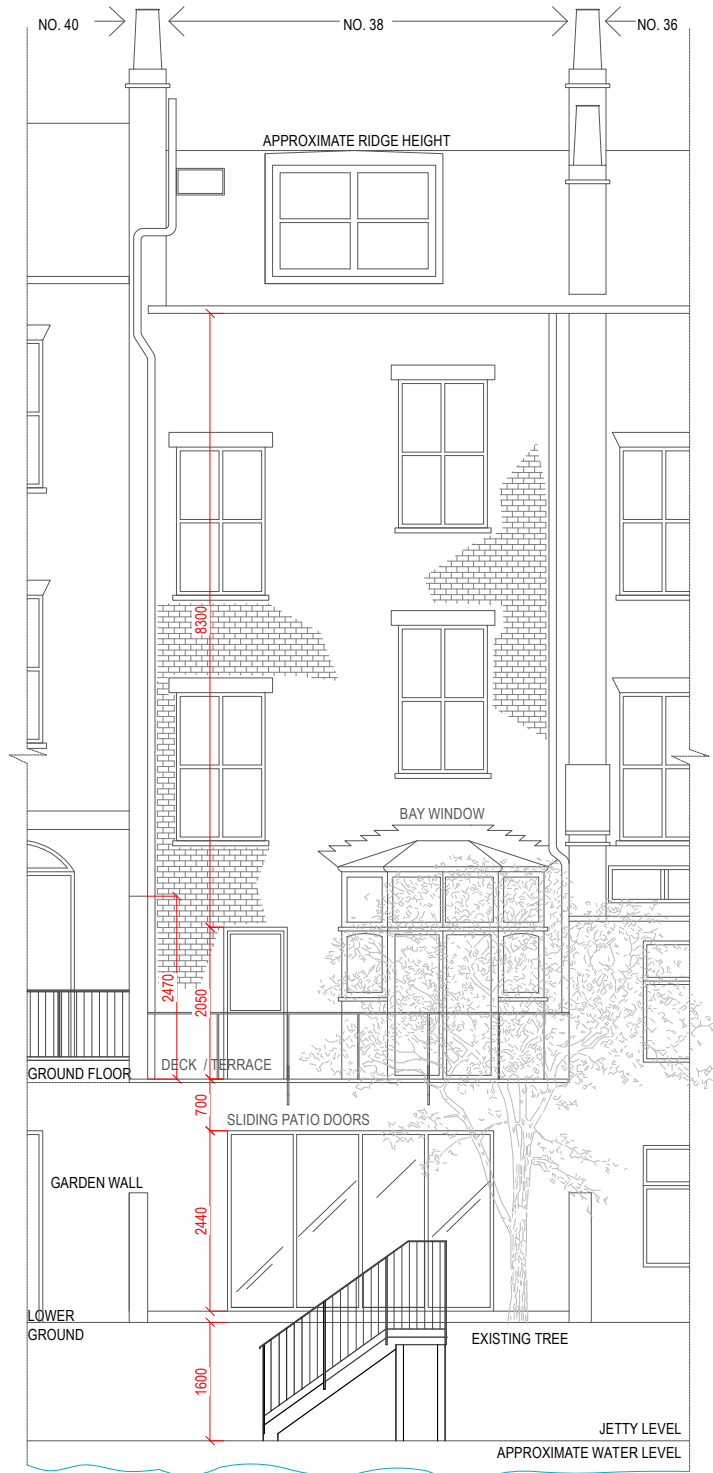 NO. 40
NO. 38
NO. 36
APPROXIMATE RIDGE HEIGHT
8300
BAY WINDOW
2470
2050
DECK / TERRACE
GROUND FLOOR
700
SLIDING PATIO DOORS
GARDEN WALL
2440
LOWER
GROUND
EXISTING TREE
1600
JETTY LEVEL
APPROXIMATE WATER LEVEL